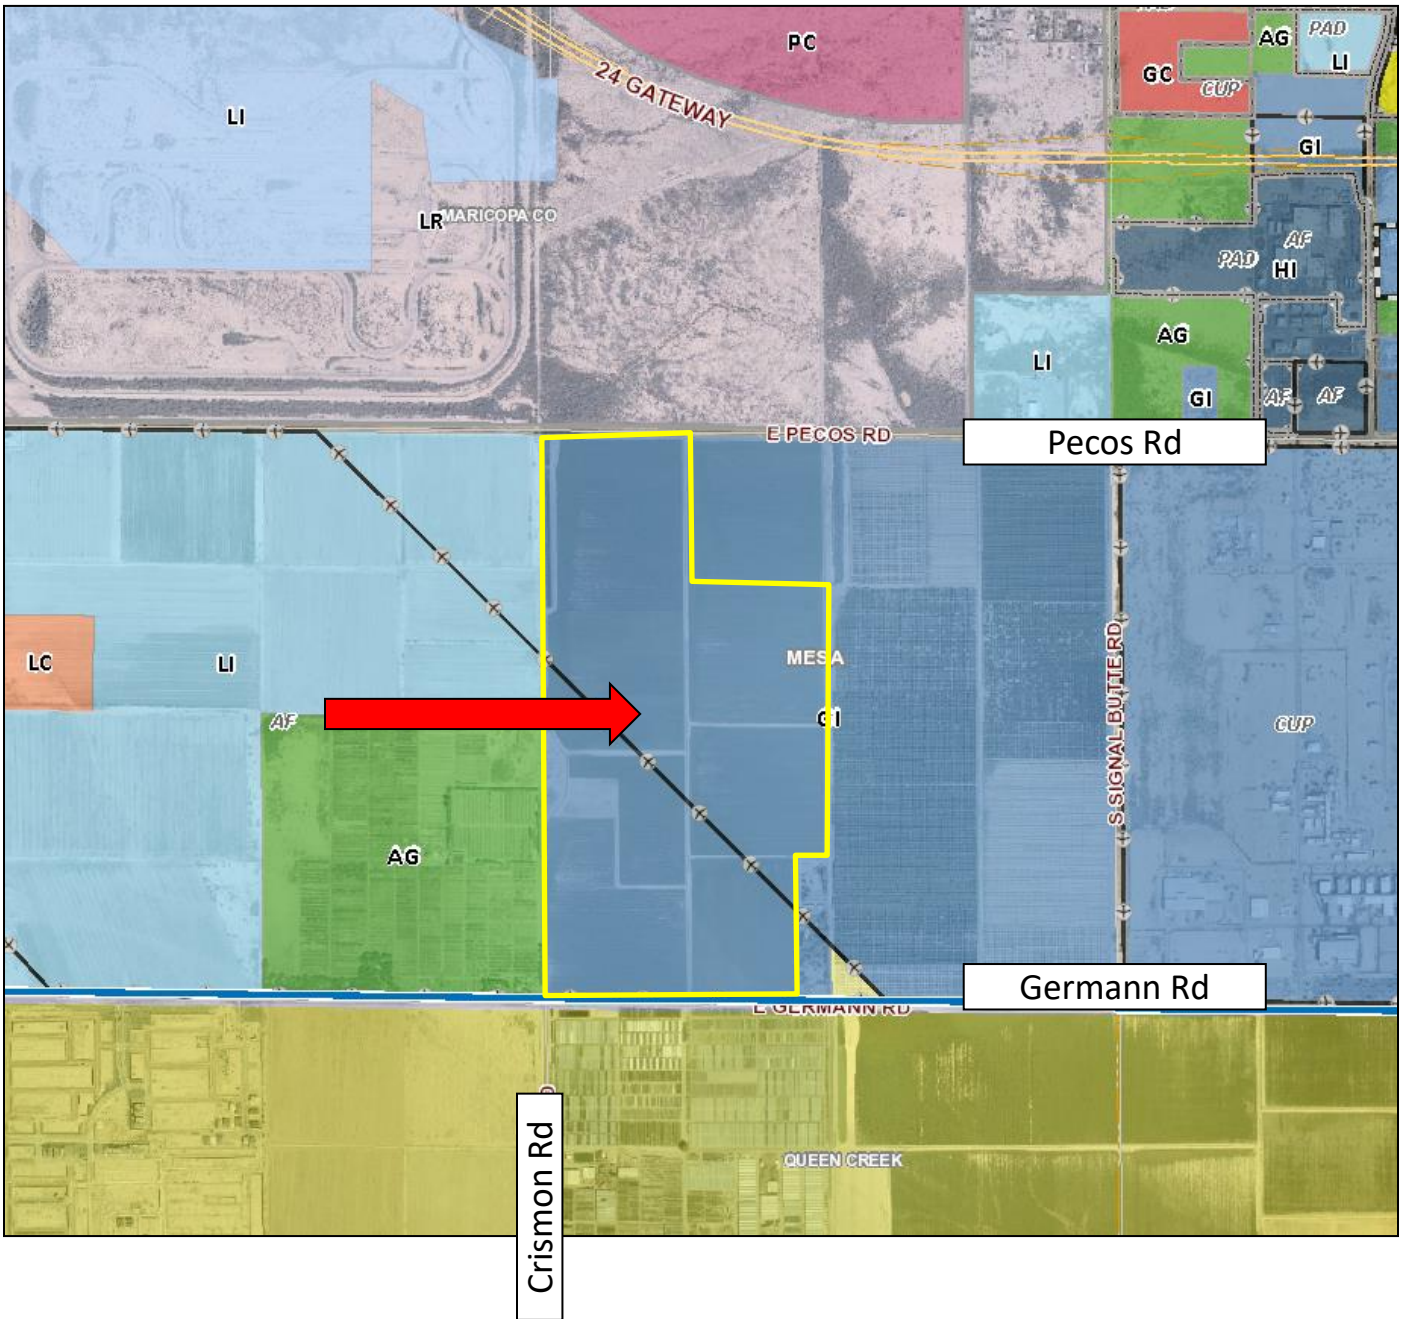 PC
AG
PAD
LI
GC
CUP
24 GATEWAY
LI
GI
LR
MARICOPA CO
AF
PAD
HI
AG
LI
GI
AF
AF
E PECOS RD
Pecos Rd
LC
LI
MESA
AF
GI
S SIGNAL BUTTE RD
CUP
AG
Germann Rd
E GERMANN RD
Crismon Rd
QUEEN CREEK